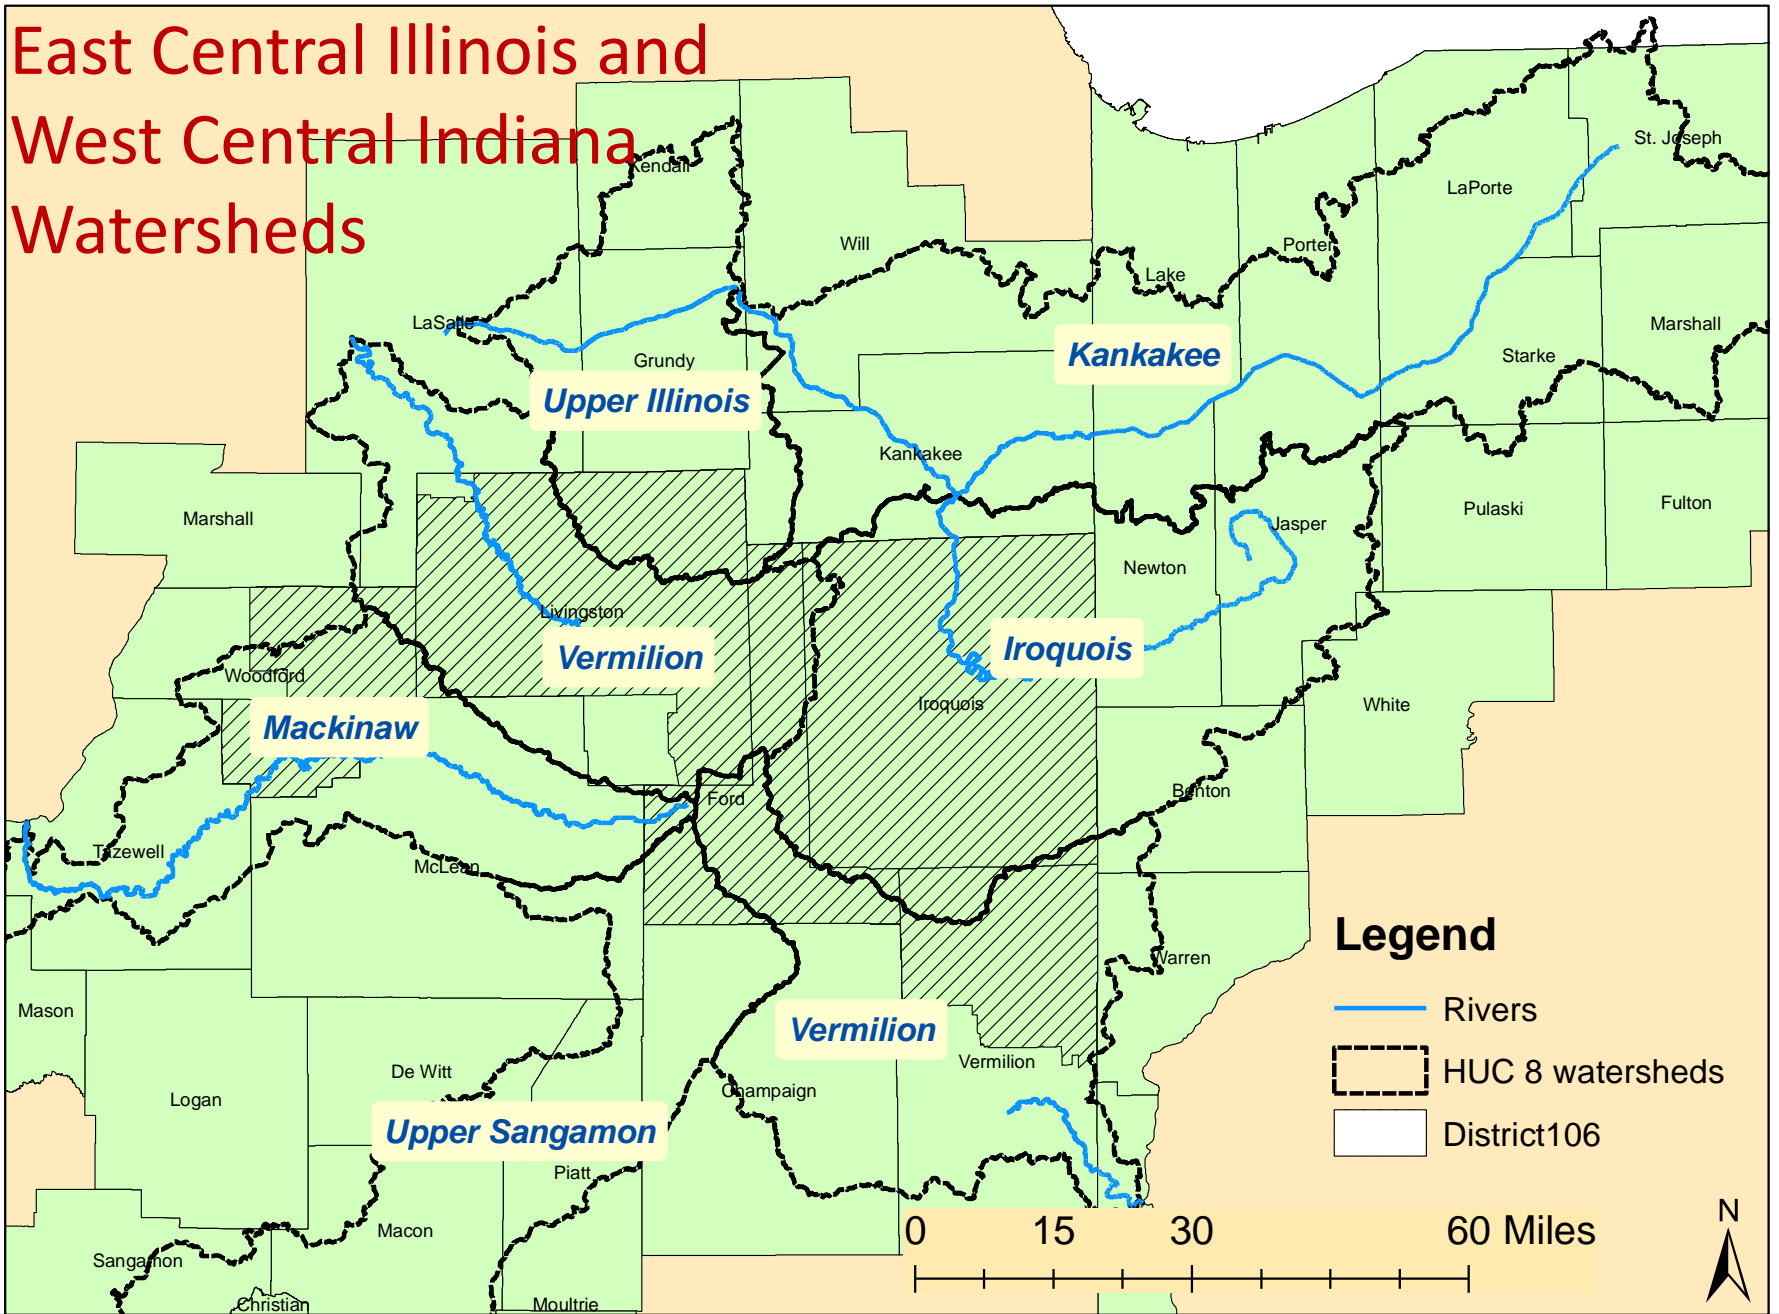 East Central Illinois and
West Central Indiana
Watersheds
Kendall
St. Joseph
LaPorte
Will
Porter
Lake
LaSalle
Marshall
Grundy
Kankakee
Starke
Upper Illinois
Kankakee
Marshall
Jasper
Pulaski
Fulton
Newton
Livingston
Vermilion
Iroquois
Woodford
Iroquois
White
Mackinaw
Ford
Benton
Tazewell
McLean
Legend
Warren
Mason
Rivers
Vermilion
De Witt
Vermilion
HUC 8 watersheds
Logan
Champaign
Upper Sangamon
District106
Piatt
Macon
N
0 15 30 60 Miles
Sangamon
Christian
Moultrie